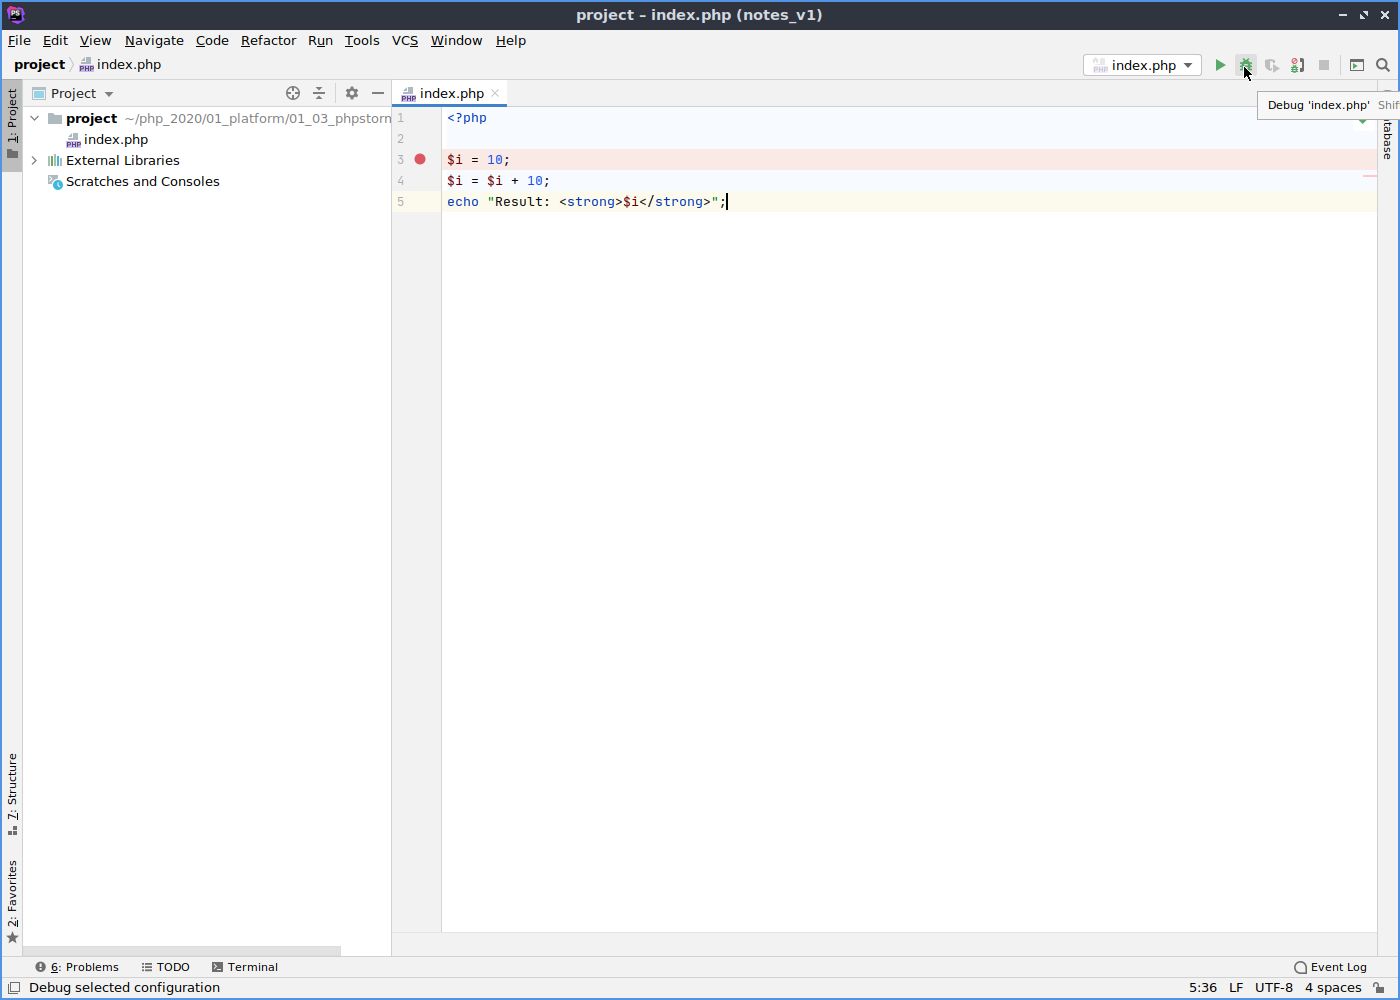 project – index.php (notes_v1)
File Edit View Navigate Code Refactor Run Tools VCS Window Help
project index.php
index.php
1: Project
Project
index.php
Debug 'index.php'
project ~/php_2020/01_platform/01_03_phpstorn
index.php
External Libraries
Scratches and Consoles
1 <?php
2
3 $i = 10;
4 $i = $i + 10;
5 echo "Result: <strong>$i</strong>";
7: Structure
2: Favorites
6: Problems TODO Terminal Event Log
Debug selected configuration 5:36 LF UTF-8 4 spaces